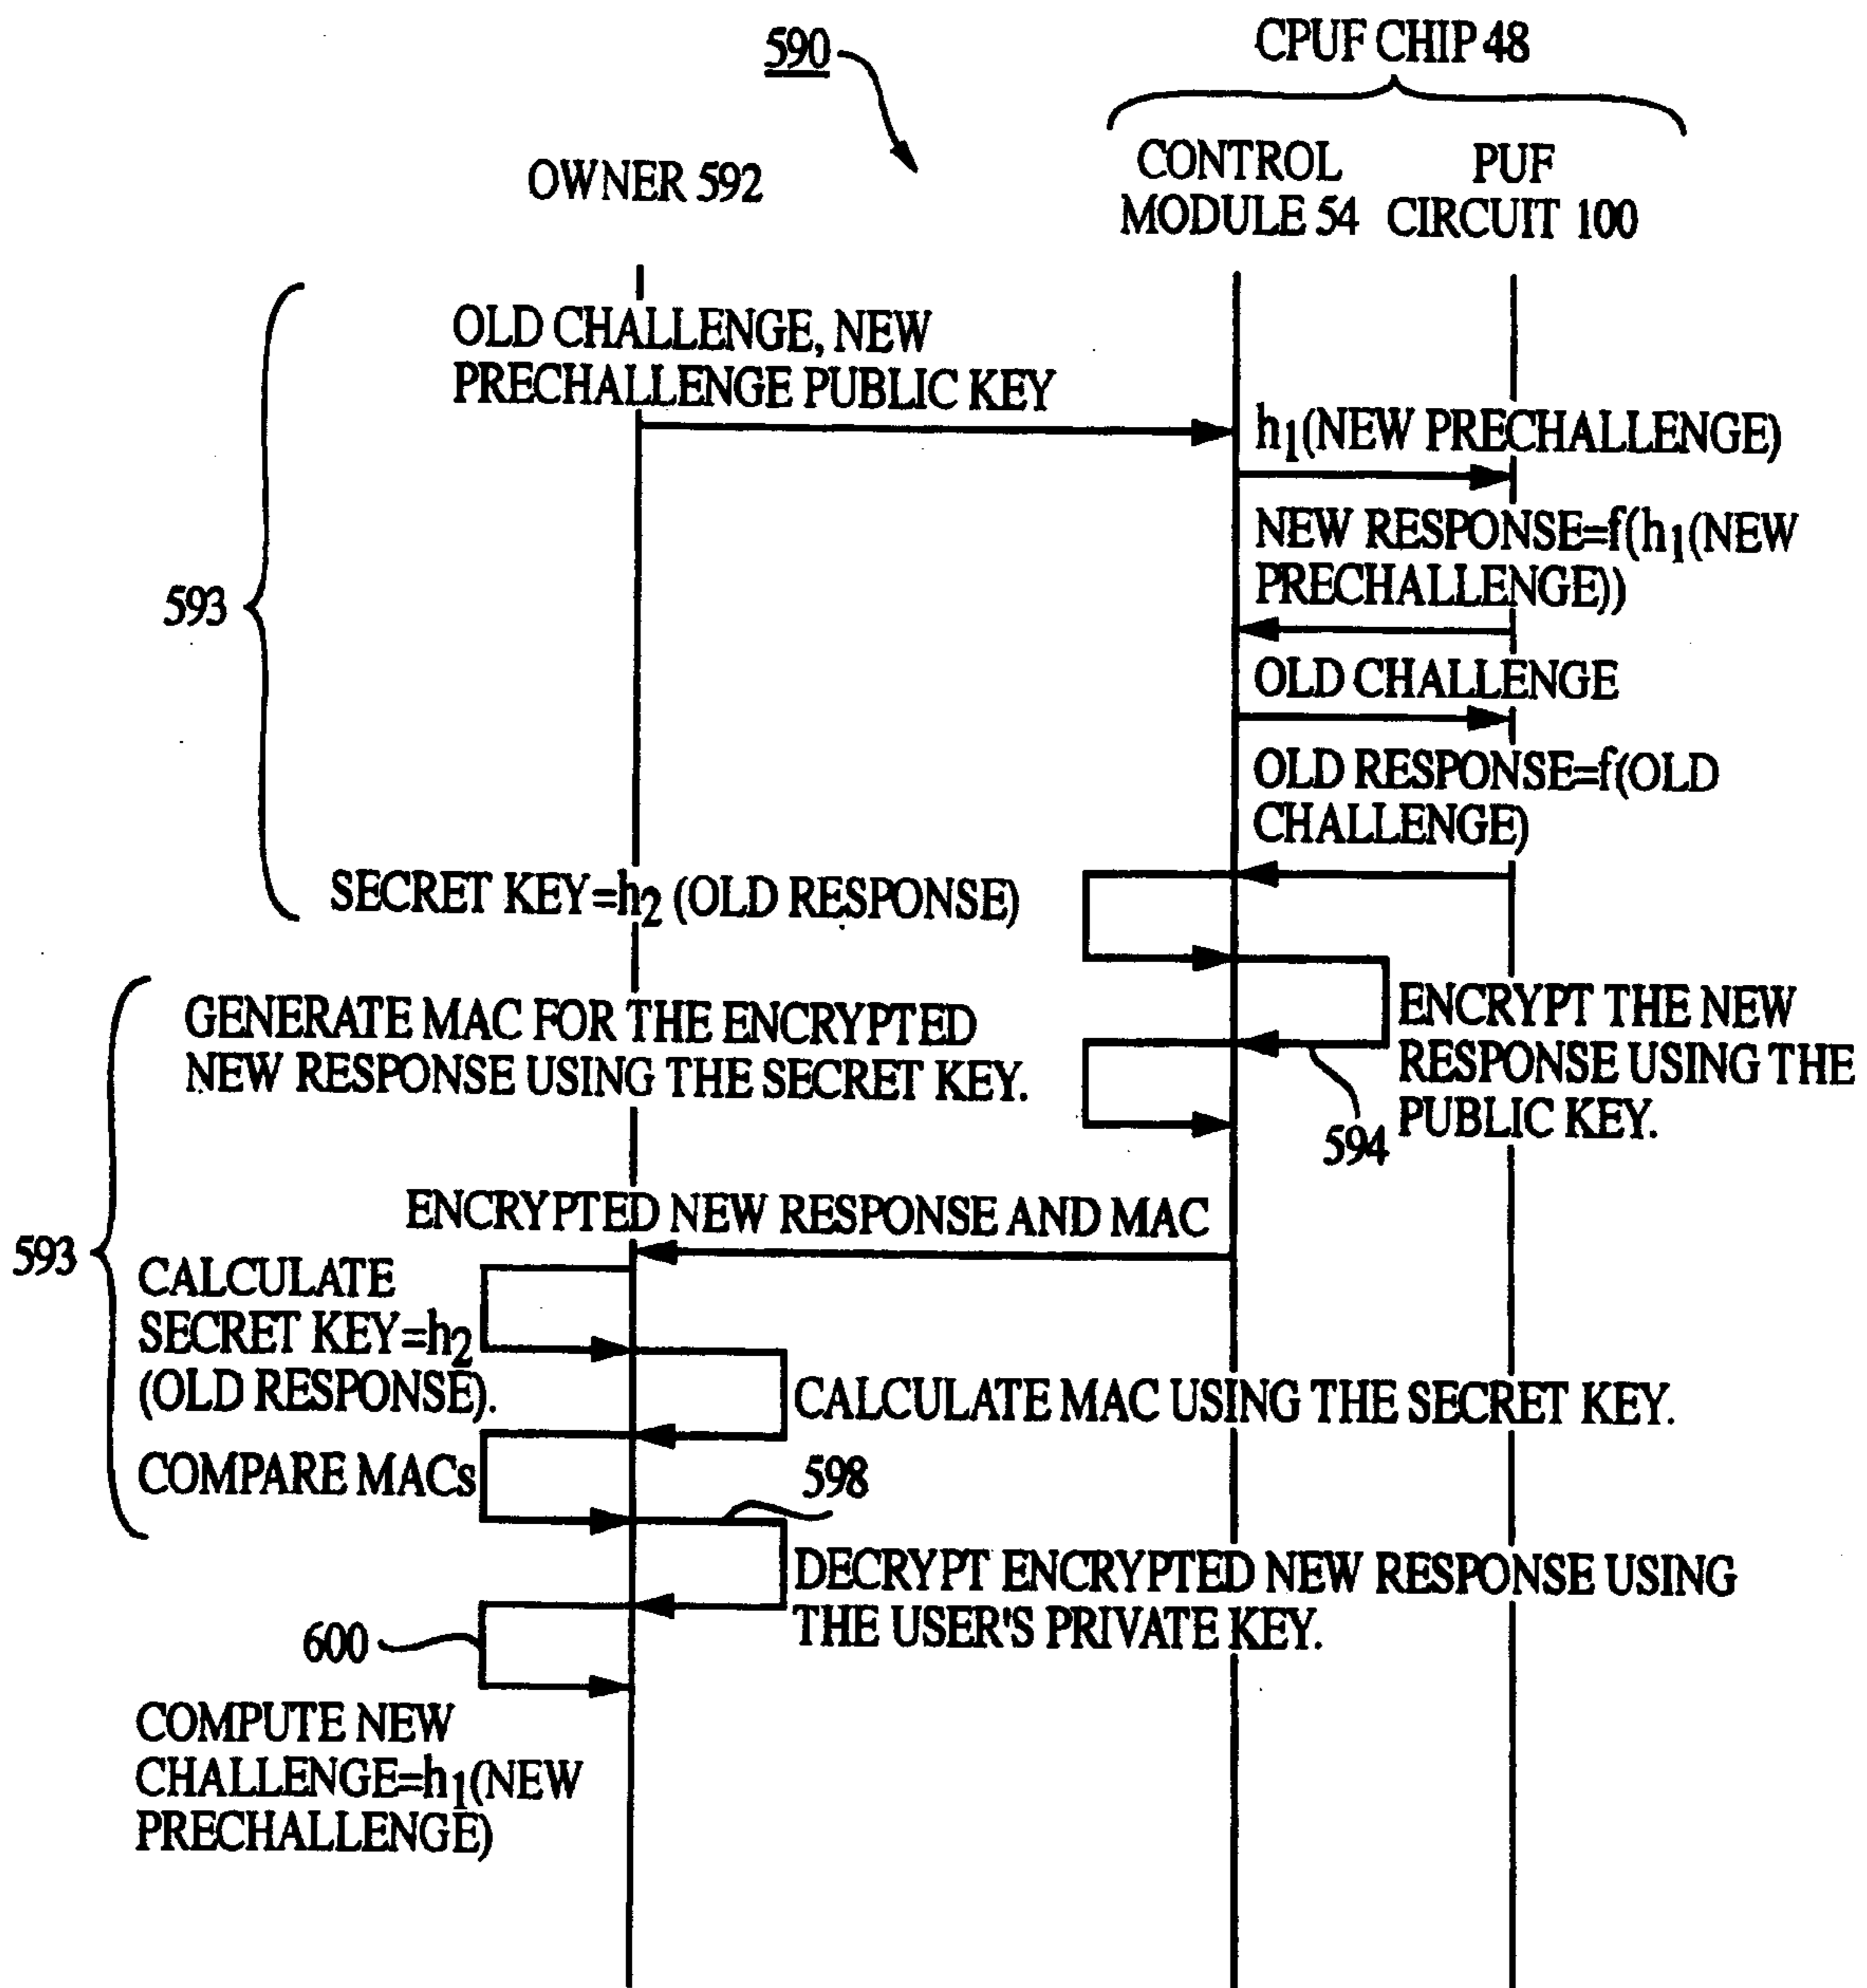 590
CPUF CHIP 48
OWNER 592
CONTROL
MODULE 54
PUF
CIRCUIT 100
OLD CHALLENGE, NEW
PRECHALLENGE PUBLIC KEY
h1(NEW PRECHALLENGE)
NEW RESPONSE=f(h1(NEW
PRECHALLENGE))
593
OLD CHALLENGE
OLD RESPONSE=f(OLD
CHALLENGE)
SECRET KEY=h2 (OLD RESPONSE)
GENERATE MAC FOR THE ENCRYPTED
NEW RESPONSE USING THE SECRET KEY.
ENCRYPT THE NEW
RESPONSE USING THE
PUBLIC KEY.
594
ENCRYPTED NEW RESPONSE AND MAC
593
CALCULATE
SECRET KEY=h2
(OLD RESPONSE).
CALCULATE MAC USING THE SECRET KEY.
COMPARE MACs
598
DECRYPT ENCRYPTED NEW RESPONSE USING
THE USER'S PRIVATE KEY.
600
COMPUTE NEW
CHALLENGE=h1(NEW
PRECHALLENGE)